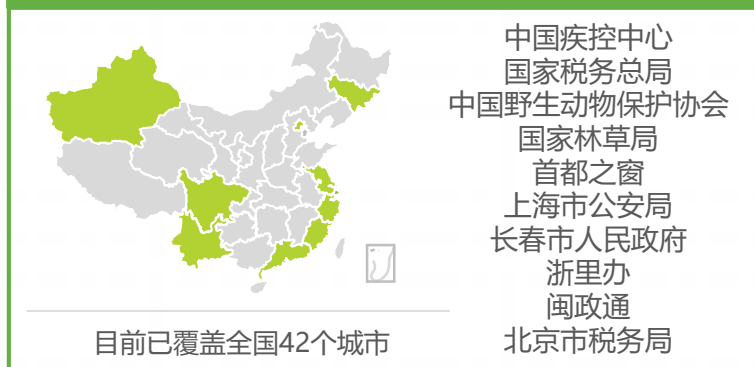 中国疾控中心
国家税务总局
中国野生动物保护协会
国家林草局
首都之窗
上海市公安局
长春市人民政府
浙里办
闽政通
北京市税务局
目前已覆盖全国42个城市